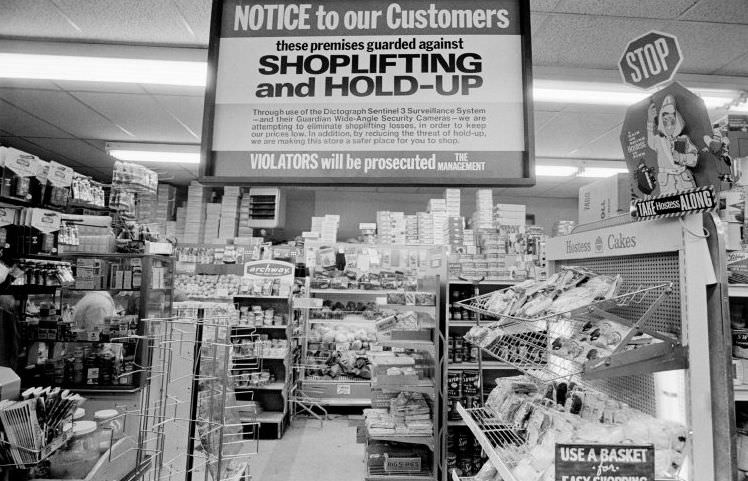 NOTICE to our Customers
these premises guarded against
SHOPLIFTING
and HOLD-UP
Through use of the Dictograph Sentinel 3 Surveillance System
—and their Guardian Wide-Angle Security Cameras—we are
attempting to eliminate shoplifting losses, in order to keep
our prices low. In addition, by reducing the threat of hold-up,
we are making this store a safer place for you to shop.
VIOLATORS will be prosecuted THE
MANAGEMENT
STOP
TAKE Hostess ALONG
Hostess Cakes
archway
USE A BASKET
for
EASY SHOPPING